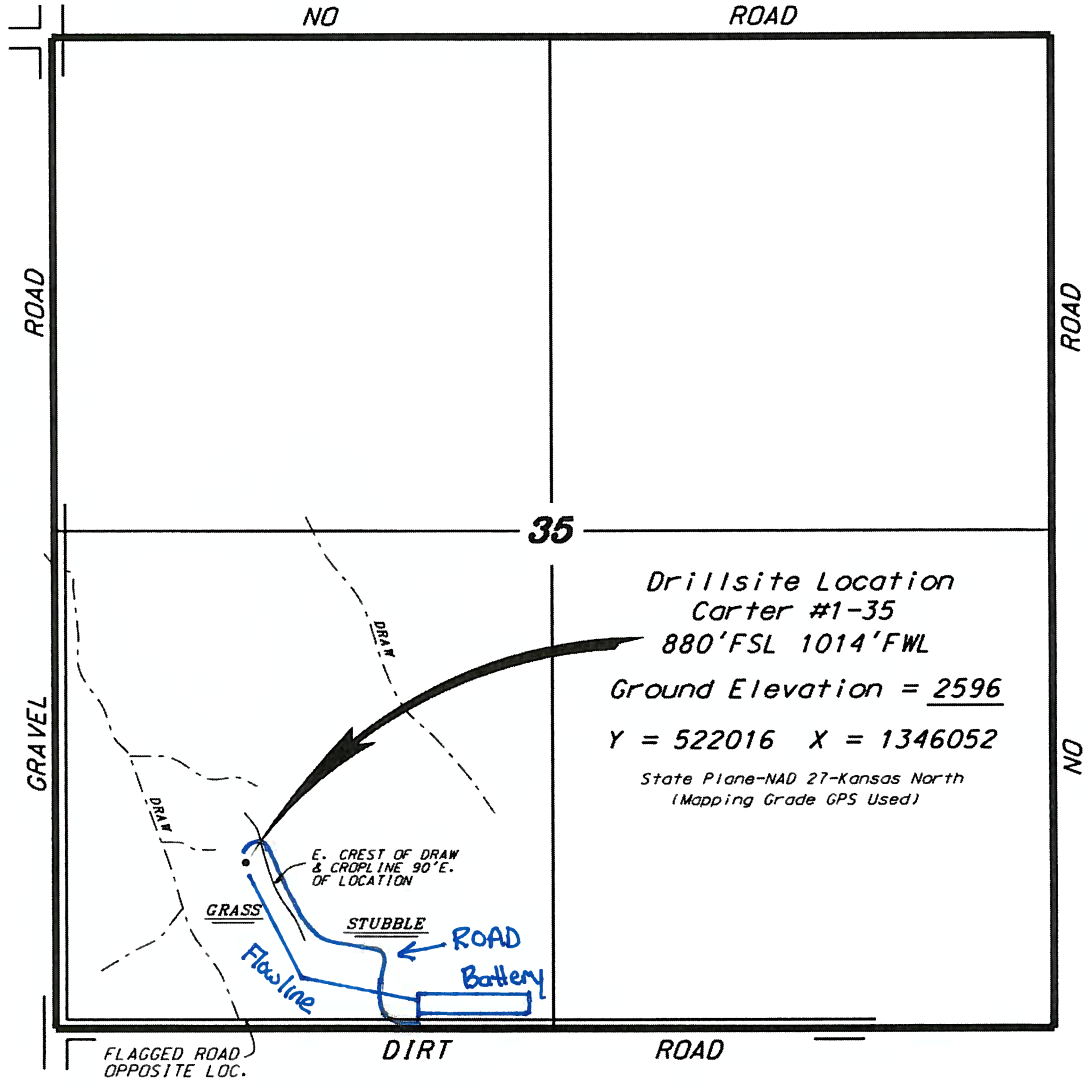 NO ROAD
ROAD
ROAD
35
Drillsite Location
Carter #1-35
880'FSL 1014'FWL
Ground Elevation = 2596
Y = 522016 X = 1346052
State Plane-NAD 27-Kansas North
(Mapping Grade GPS Used)
DRAW
GRAVEL
NO
DRAW
E. CREST OF DRAW
& CROPLINE 90'E.
OF LOCATION
GRASS
STUBBLE
ROAD
Flowline
Battery
FLAGGED ROAD
OPPOSITE LOC.
DIRT ROAD